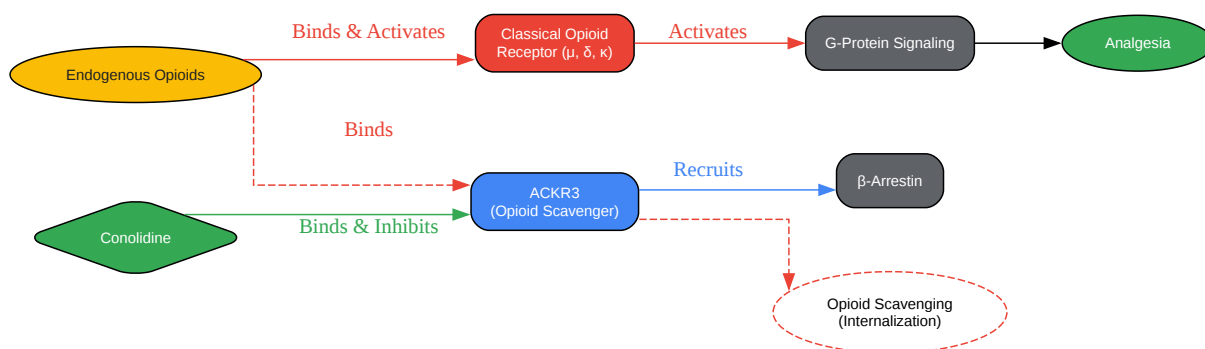 Binds & Activates
Classical Opioid
Receptor (μ, δ, κ)
Activates
G-Protein Signaling
Analgesia
Endogenous Opioids
Binds
ACKR3
(Opioid Scavenger)
Recruits
β-Arrestin
Conolidine
Binds & Inhibits
Opioid Scavenging
(Internalization)